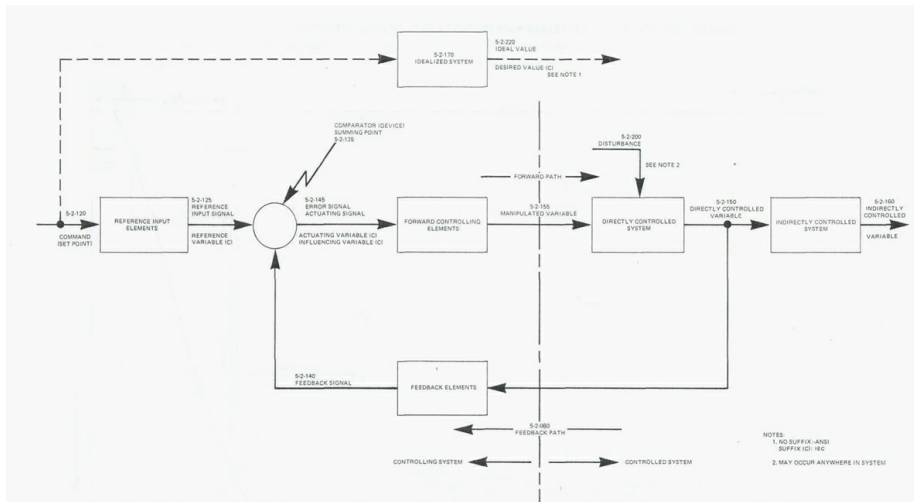 5-2-170
IDEALIZED SYSTEM
5-2-220
IDEAL VALUE
DESIRED VALUE (C)
SEE NOTE 1
COMPARATOR (DEVICE)
SUMMING POINT
5-2-135
5-2-200
DISTURBANCE
SEE NOTE 2
FORWARD PATH
5-2-120
COMMAND
(SET POINT)
REFERENCE INPUT
ELEMENTS
5-2-125
REFERENCE
INPUT SIGNAL
REFERENCE
VARIABLE (C)
5-2-145
ERROR SIGNAL
ACTUATING SIGNAL
ACTUATING VARIABLE (C)
INFLUENCING VARIABLE (C)
FORWARD CONTROLLING
ELEMENTS
5-2-155
MANIPULATED VARIABLE
DIRECTLY CONTROLLED
SYSTEM
5-2-150
DIRECTLY CONTROLLED
VARIABLE
INDIRECTLY CONTROLLED
SYSTEM
5-2-160
INDIRECTLY
CONTROLLED
VARIABLE
5-2-140
FEEDBACK SIGNAL
FEEDBACK ELEMENTS
5-2-060
FEEDBACK PATH
CONTROLLING SYSTEM
CONTROLLED SYSTEM
NOTES:
1. NO SUFFIX:-ANSI
SUFFIX (C): IEC
2. MAY OCCUR ANYWHERE IN SYSTEM